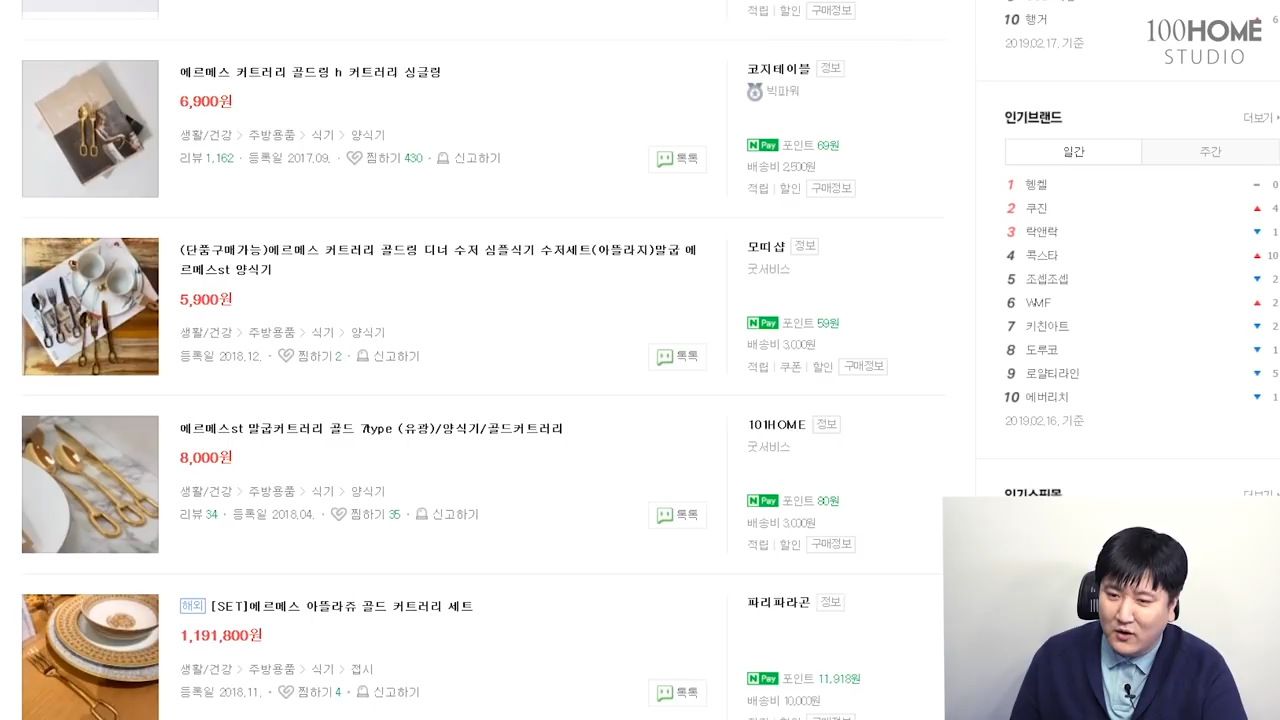 적립 | 할인 구매정보
에르메스 커트러리 골드링 h 커트러리 싱글링
6,900원
생활/건강 > 주방용품 > 식기 > 양식기
리뷰 1,162 · 등록일 2017.03. · 찜하기 430 · 신고하기
톡톡
코지테이블 정보
빅파워
N Pay 포인트 69원
배송비 2,500원
적립 | 할인 구매정보
(단품구매가능)에르메스 커트러리 골드링 디너 수저 심플식기 수저세트(아뜰라지)말굽 에
르메스st 양식기
5,900원
생활/건강 > 주방용품 > 식기 > 양식기
등록일 2018.12. · 찜하기 2 · 신고하기
톡톡
모띠샵 정보
굿서비스
N Pay 포인트 59원
배송비 3,000원
적립 | 쿠폰 | 할인 구매정보
에르메스st 말굽커트러리 골드
(유광)/양식기/골드커트러리
8,000원
생활/건강 > 주방용품 > 식기 > 양식기
리뷰 34 · 등록일 2018.04. · 찜하기 35 · 신고하기
톡톡
101HOME 정보
굿서비스
N Pay 포인트 80원
배송비 3,000원
적립 | 할인 구매정보
해외 [SET]에르메스 아뜰라쥬 골드 커트러리 세트
1,191,800원
생활/건강 > 주방용품 > 식기 > 접시
등록일 2018.11. · 찜하기 4 · 신고하기
톡톡
파리파라곤 정보
N Pay 포인트 11,918원
배송비 10,000원
10 행거 6
2019.02.17. 기준
100HOME
STUDIO
인기브랜드 더보기
일간 주간
1 헹켈 0
2 쿠진 4
3 락앤락 1
4 콕스타 10
5 조셉조셉 2
6 WMF 2
7 키친아트 2
8 도루코 1
9 로얄티라인 5
10 에버리치 1
2019.02.16. 기준
인기쇼핑몰 더보기